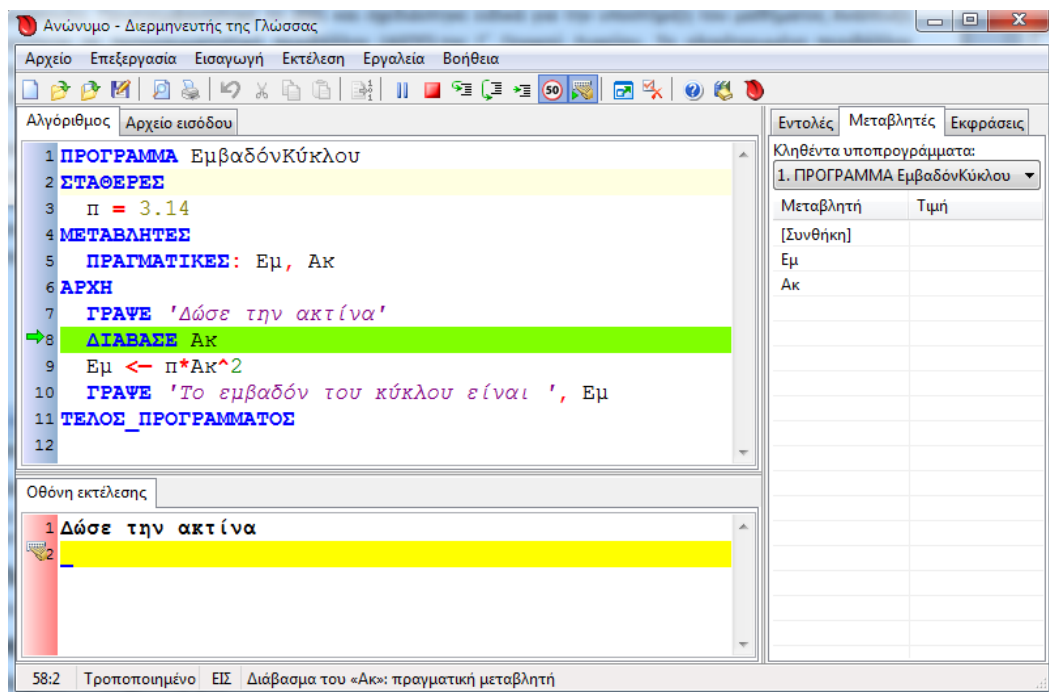 Ανώνυμο - Διερμηνευτής της Γλώσσας
Αρχείο Επεξεργασία Εισαγωγή Εκτέλεση Εργαλεία Βοήθεια
50
Αλγόριθμος Αρχείο εισόδου
1 ΠΡΟΓΡΑΜΜΑ ΕμβαδόνΚύκλου
2 ΣΤΑΘΕΡΕΣ
3 π = 3.14
4 ΜΕΤΑΒΛΗΤΕΣ
5 ΠΡΑΓΜΑΤΙΚΕΣ: Εμ, Ακ
6 ΑΡΧΗ
7 ΓΡΑΨΕ 'Δώσε την ακτίνα'
8 ΔΙΑΒΑΣΕ Ακ
9 Εμ <- π*Ακ^2
10 ΓΡΑΨΕ 'Το εμβαδόν του κύκλου είναι ', Εμ
11 ΤΕΛΟΣ_ΠΡΟΓΡΑΜΜΑΤΟΣ
12
Εντολές Μεταβλητές Εκφράσεις
Κληθέντα υποπρογράμματα:
1. ΠΡΟΓΡΑΜΜΑ ΕμβαδόνΚύκλου
Μεταβλητή Τιμή
[Συνθήκη]
Εμ
Ακ
Οθόνη εκτέλεσης
1 Δώσε την ακτίνα
2 _
58:2 Τροποποιημένο ΕΙΣ Διάβασμα του «Ακ»: πραγματική μεταβλητή